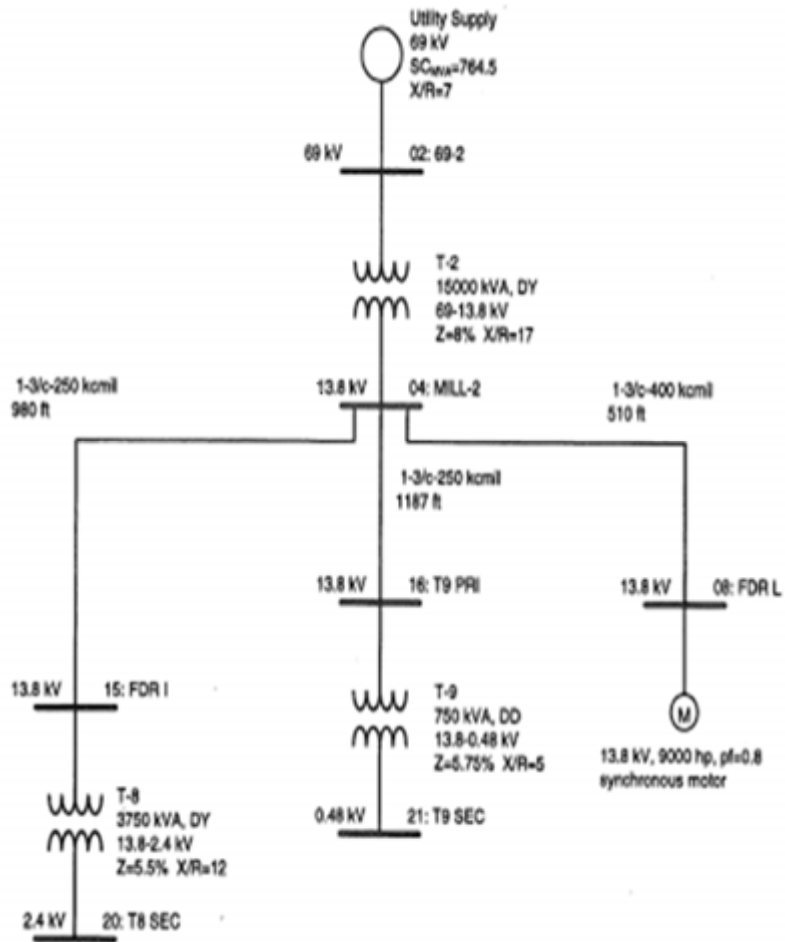 Utility Supply
69 kV
SCMVA=764.5
X/R=7
69 kV 02: 69-2
T-2
15000 kVA, DY
69-13.8 kV
Z=8% X/R=17
1-3/c-250 kcmil
980 ft
13.8 kV 04: MILL-2
1-3/c-400 kcmil
510 ft
1-3/c-250 kcmil
1187 ft
13.8 kV 16: T9 PRI
13.8 kV 08: FDR L
13.8 kV 15: FDR I
T-9
750 kVA, DD
13.8-0.48 kV
Z=5.75% X/R=5
M
13.8 kV, 9000 hp, pf=0.8
synchronous motor
T-8
3750 kVA, DY
13.8-2.4 kV
Z=5.5% X/R=12
0.48 kV 21: T9 SEC
2.4 kV 20: T8 SEC